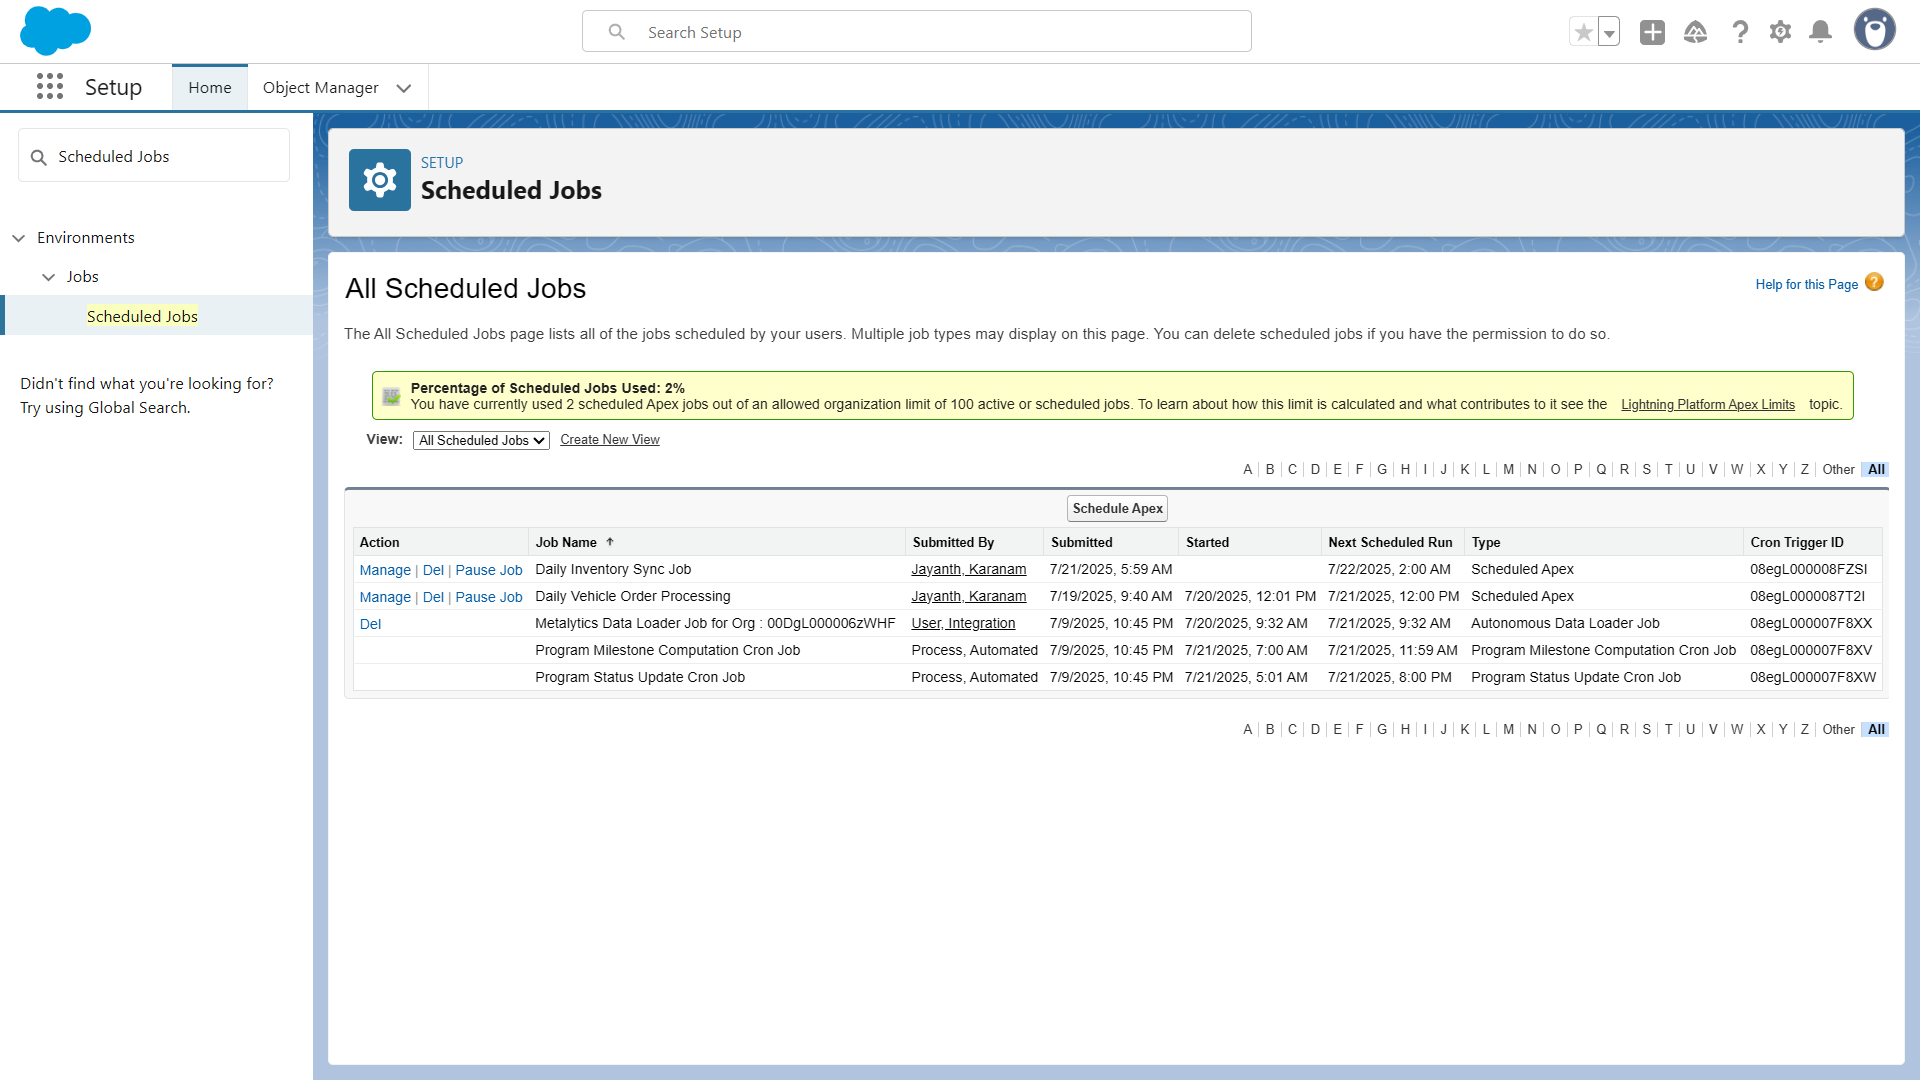 Search Setup
Setup
Home
Object Manager
Scheduled Jobs
Environments
Jobs
Scheduled Jobs
Didn't find what you're looking for?
Try using Global Search.
SETUP
Scheduled Jobs
All Scheduled Jobs
Help for this Page
The All Scheduled Jobs page lists all of the jobs scheduled by your users. Multiple job types may display on this page. You can delete scheduled jobs if you have the permission to do so.
Percentage of Scheduled Jobs Used: 2%
You have currently used 2 scheduled Apex jobs out of an allowed organization limit of 100 active or scheduled jobs. To learn about how this limit is calculated and what contributes to it see the Lightning Platform Apex Limits topic.
View: All Scheduled Jobs Create New View
A | B | C | D | E | F | G | H | I | J | K | L | M | N | O | P | Q | R | S | T | U | V | W | X | Y | Z | Other All
Schedule Apex
Action Job Name Submitted By Submitted Started Next Scheduled Run Type Cron Trigger ID
Manage | Del | Pause Job Daily Inventory Sync Job Jayanth, Karanam 7/21/2025, 5:59 AM 7/22/2025, 2:00 AM Scheduled Apex 08egL000008FZSI
Manage | Del | Pause Job Daily Vehicle Order Processing Jayanth, Karanam 7/19/2025, 9:40 AM 7/20/2025, 12:01 PM 7/21/2025, 12:00 PM Scheduled Apex 08egL0000087T2I
Del Metalytics Data Loader Job for Org : 00DgL000006zWHF User, Integration 7/9/2025, 10:45 PM 7/20/2025, 9:32 AM 7/21/2025, 9:32 AM Autonomous Data Loader Job 08egL000007F8XX
Program Milestone Computation Cron Job Process, Automated 7/9/2025, 10:45 PM 7/21/2025, 7:00 AM 7/21/2025, 11:59 AM Program Milestone Computation Cron Job 08egL000007F8XV
Program Status Update Cron Job Process, Automated 7/9/2025, 10:45 PM 7/21/2025, 5:01 AM 7/21/2025, 8:00 PM Program Status Update Cron Job 08egL000007F8XW
A | B | C | D | E | F | G | H | I | J | K | L | M | N | O | P | Q | R | S | T | U | V | W | X | Y | Z | Other All